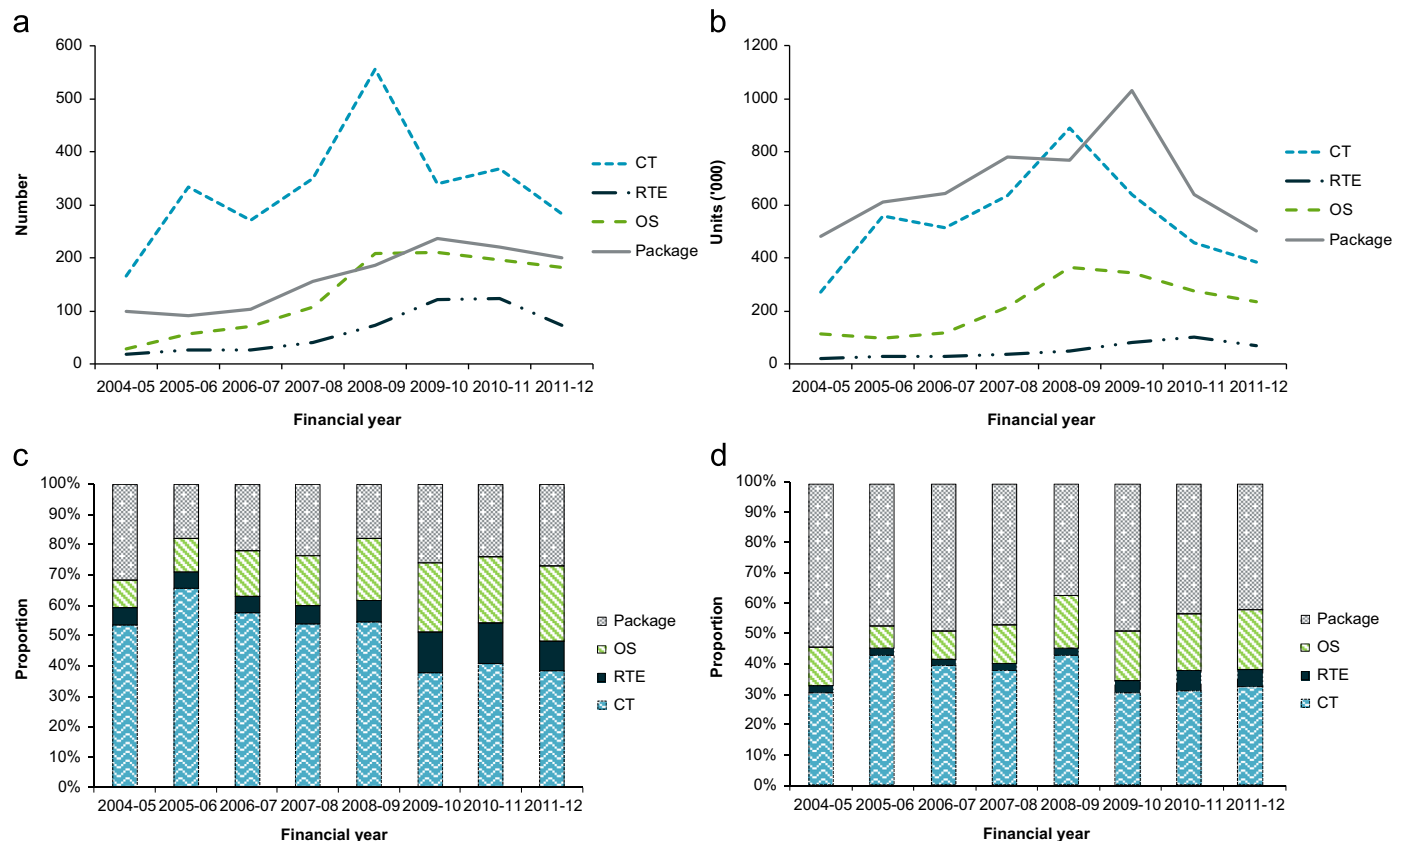 a
600
500
400
300
200
100
0
Number
2004-05 2005-06 2006-07 2007-08 2008-09 2009-10 2010-11 2011-12
Financial year
CT
RTE
OS
Package
b
1200
1000
800
600
400
200
0
Units ('000)
2004-05 2005-06 2006-07 2007-08 2008-09 2009-10 2010-11 2011-12
Financial year
CT
RTE
OS
Package
c
100%
90%
80%
70%
60%
50%
40%
30%
20%
10%
0%
Proportion
2004-05 2005-06 2006-07 2007-08 2008-09 2009-10 2010-11 2011-12
Financial year
Package
OS
RTE
CT
d
100%
90%
80%
70%
60%
50%
40%
30%
20%
10%
0%
Proportion
2004-05 2005-06 2006-07 2007-08 2008-09 2009-10 2010-11 2011-12
Financial year
Package
OS
RTE
CT